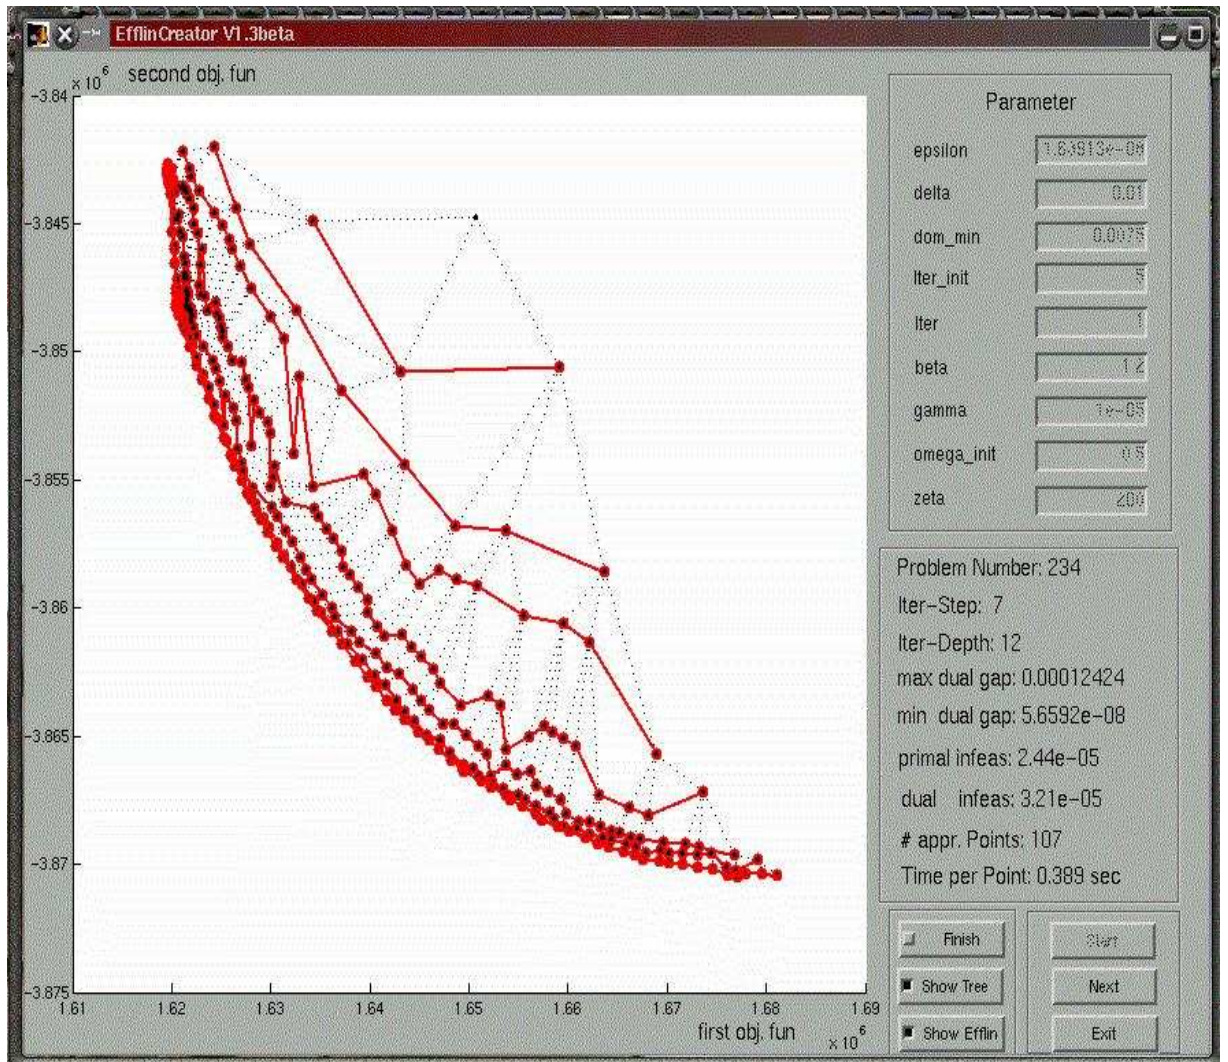 EfflinCreator V1.3beta
×10^6 second obj. fun
-3.84
-3.845
-3.85
-3.855
-3.86
-3.865
-3.87
-3.875
1.61 1.62 1.63 1.64 1.65 1.66 1.67 1.68 1.69
first obj. fun ×10^6
Parameter
epsilon
delta 0.01
dom_min 0.0075
Iter_init 5
Iter 1
beta
gamma 1e-05
omega_init 0.5
zeta 200
Problem Number: 234
Iter-Step: 7
Iter-Depth: 12
max dual gap: 0.00012424
min dual gap: 5.6592e-08
primal infeas: 2.44e-05
dual infeas: 3.21e-05
# appr. Points: 107
Time per Point: 0.389 sec
Finish Start
Show Tree Next
Show Efflin Exit